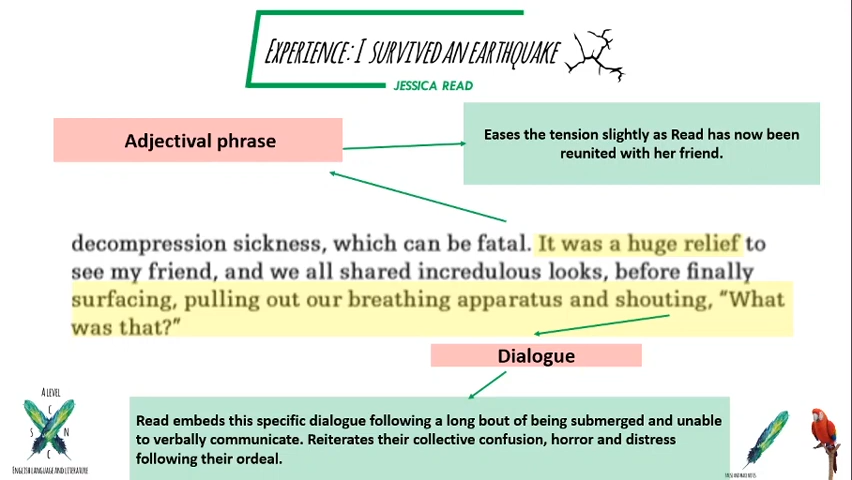 EXPERIENCE: I SURVIVED AN EARTHQUAKE
JESSICA READ
Adjectival phrase
Eases the tension slightly as Read has now been
reunited with her friend.
decompression sickness, which can be fatal. It was a huge relief to
see my friend, and we all shared incredulous looks, before finally
surfacing, pulling out our breathing apparatus and shouting, “What
was that?”
Dialogue
Read embeds this specific dialogue following a long bout of being submerged and unable
to verbally communicate. Reiterates their collective confusion, horror and distress
following their ordeal.
A LEVEL
C
S N
C
ENGLISH LANGUAGE AND LITERATURE